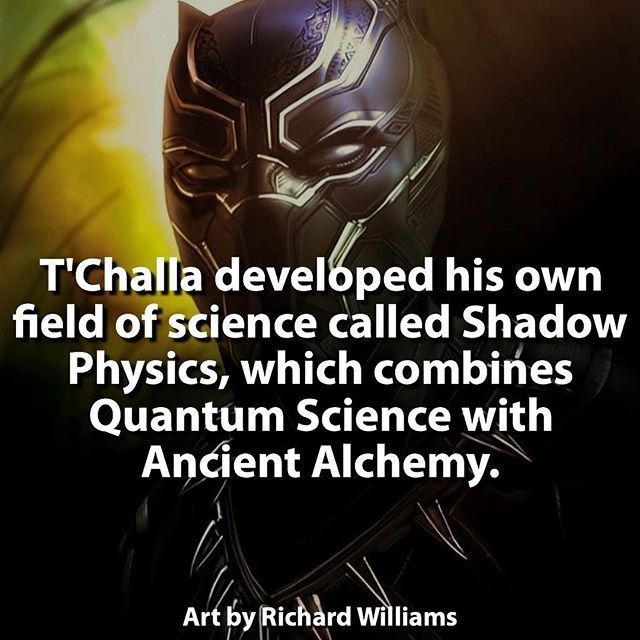 T'Challa developed his own
field of science called Shadow
Physics, which combines
Quantum Science with
Ancient Alchemy.
Art by Richard Williams